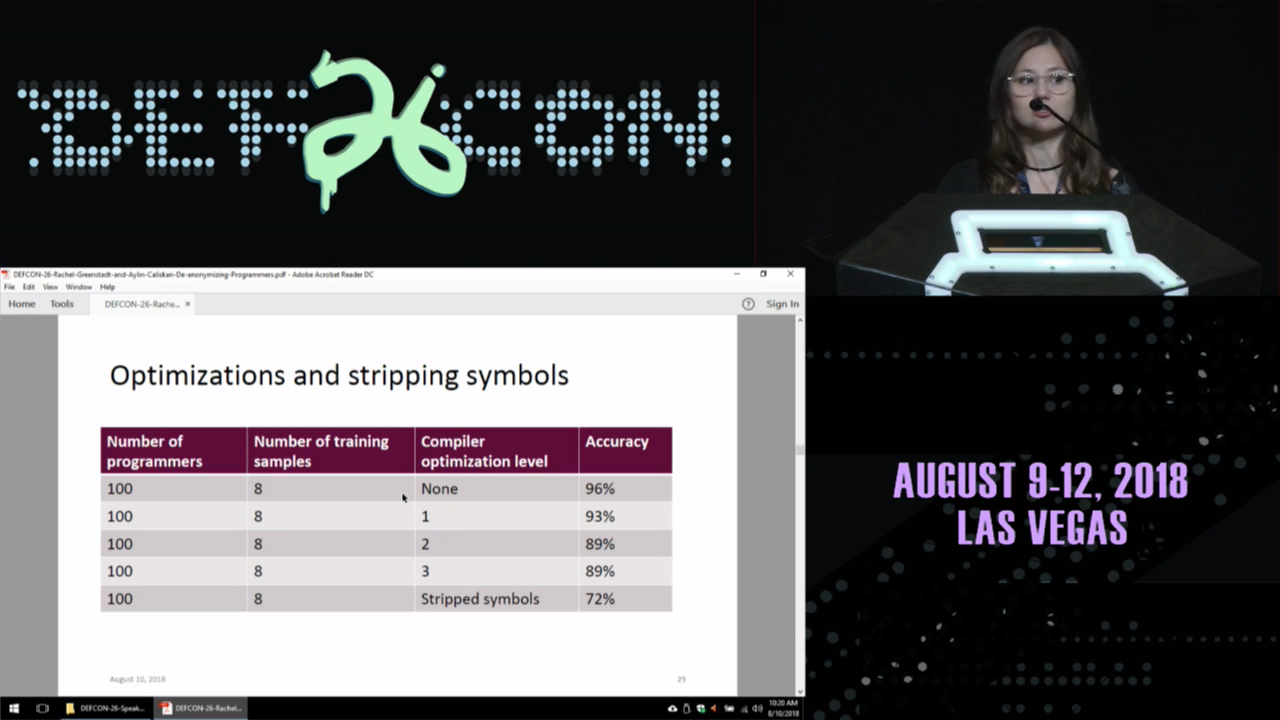 DEFCON
26
DEFCON-26-Rachel-Greenstadt-and-Aylin-Caliskan-De-anonymizing-Programmers.pdf - Adobe Acrobat Reader DC
File Edit View Window Help
Home Tools DEFCON-26-Rache... × Sign In
Optimizations and stripping symbols
Number of programmers Number of training samples Compiler optimization level Accuracy
100 8 None 96%
100 8 1 93%
100 8 2 89%
100 8 3 89%
100 8 Stripped symbols 72%
August 10, 2018 29
DEFCON-26-Speak... DEFCON-26-Rachel... 10:20 AM
8/10/2018
AUGUST 9-12, 2018
LAS VEGAS